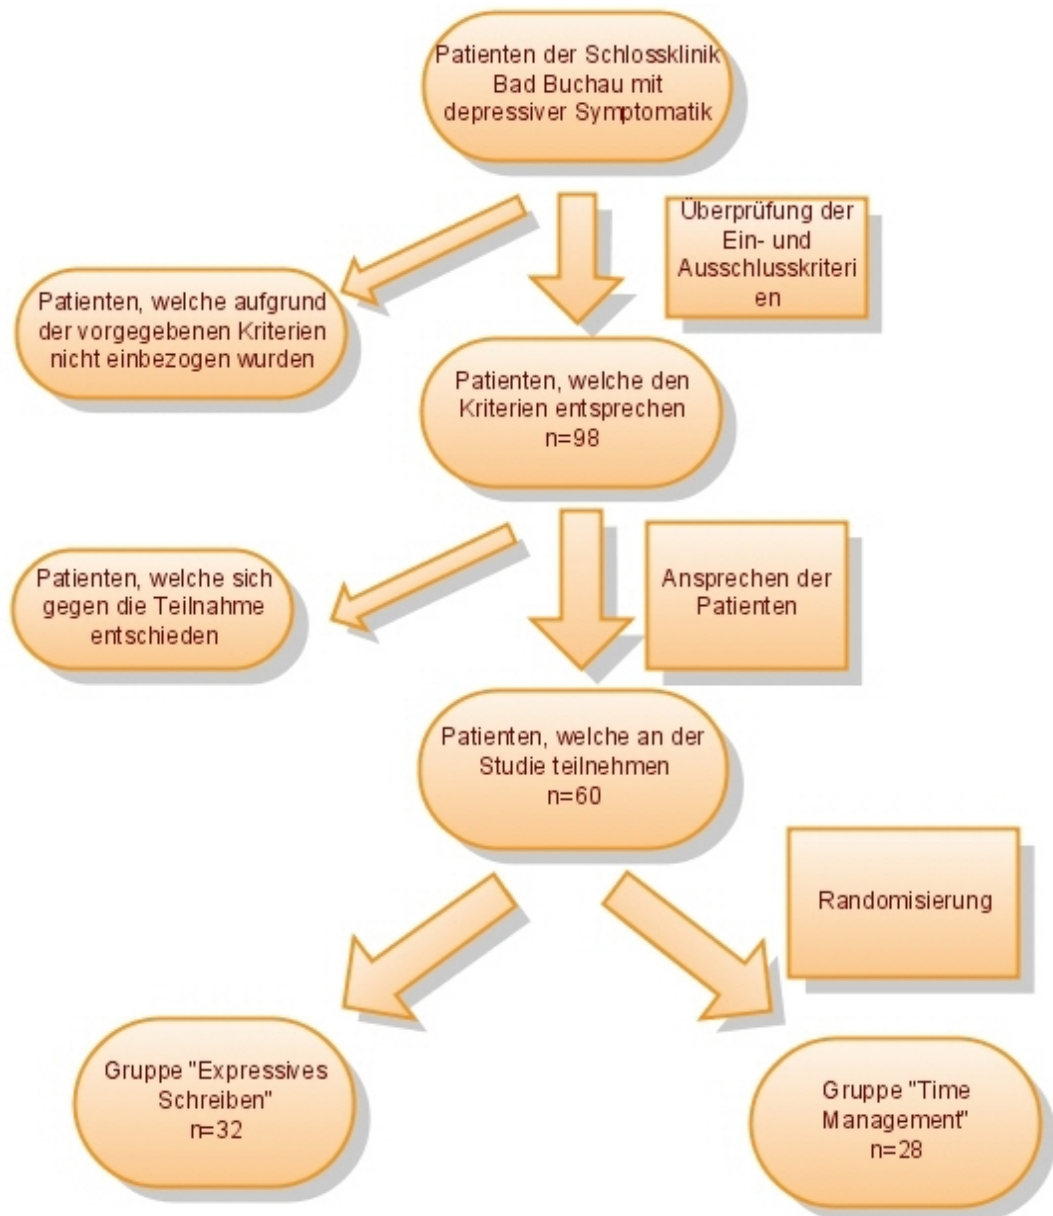 Patienten der Schlossklinik
Bad Buchau mit
depressiver Symptomatik
Überprüfung der
Ein- und
Ausschlusskriteri
en
Patienten, welche aufgrund
der vorgegebenen Kriterien
nicht einbezogen wurden
Patienten, welche den
Kriterien entsprechen
n=98
Patienten, welche sich
gegen die Teilnahme
entschieden
Ansprechen der
Patienten
Patienten, welche an der
Studie teilnehmen
n=60
Randomisierung
Gruppe "Expressives
Schreiben"
n=32
Gruppe "Time
Management"
n=28